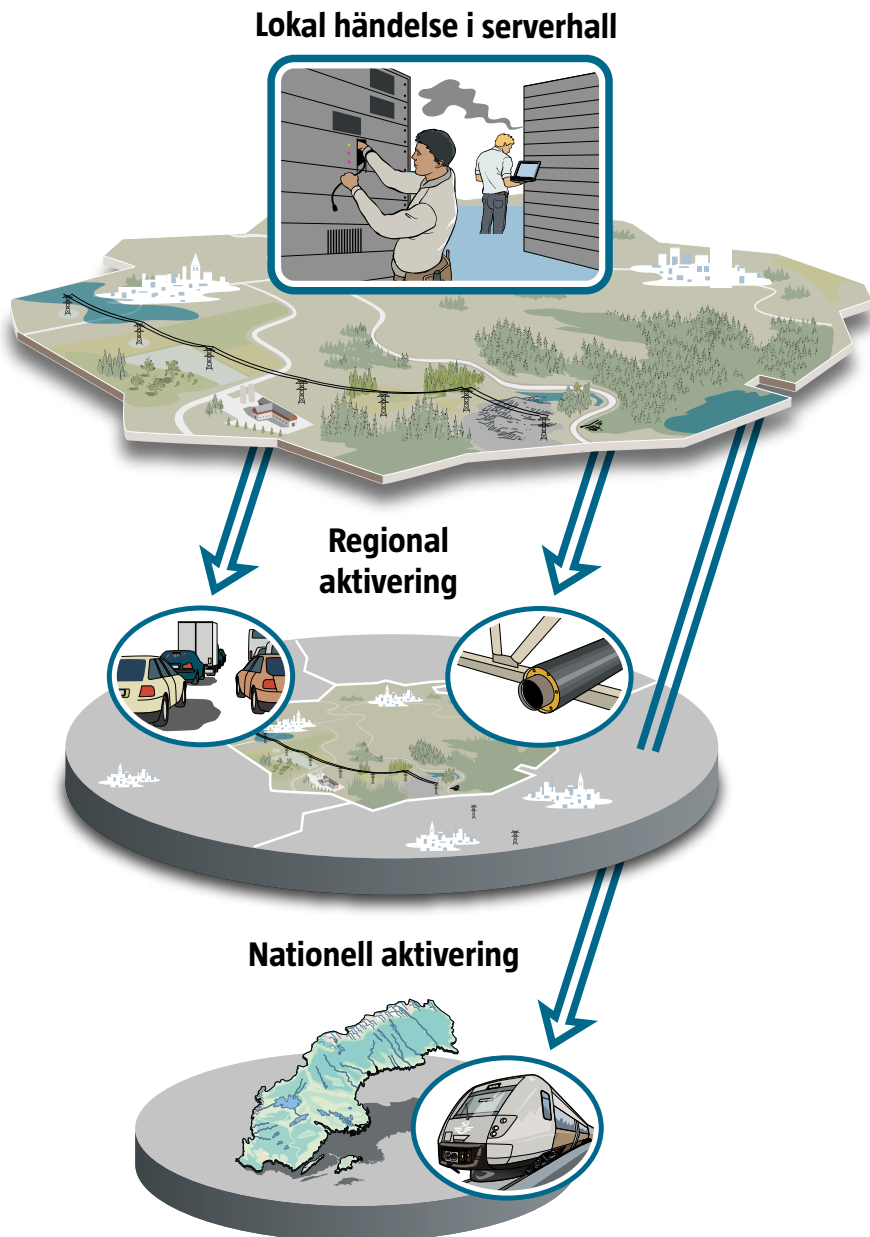 Lokal händelse i serverhall
Regional
aktivering
Nationell aktivering